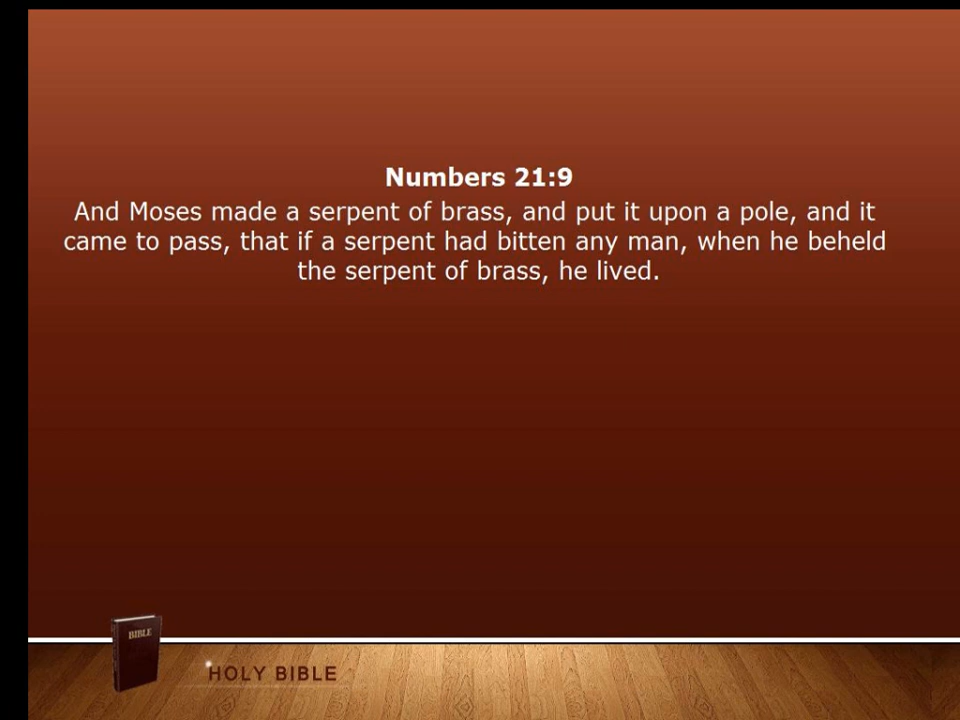 Numbers 21:9
And Moses made a serpent of brass, and put it upon a pole, and it
came to pass, that if a serpent had bitten any man, when he beheld
the serpent of brass, he lived.
BIBLE
HOLY BIBLE